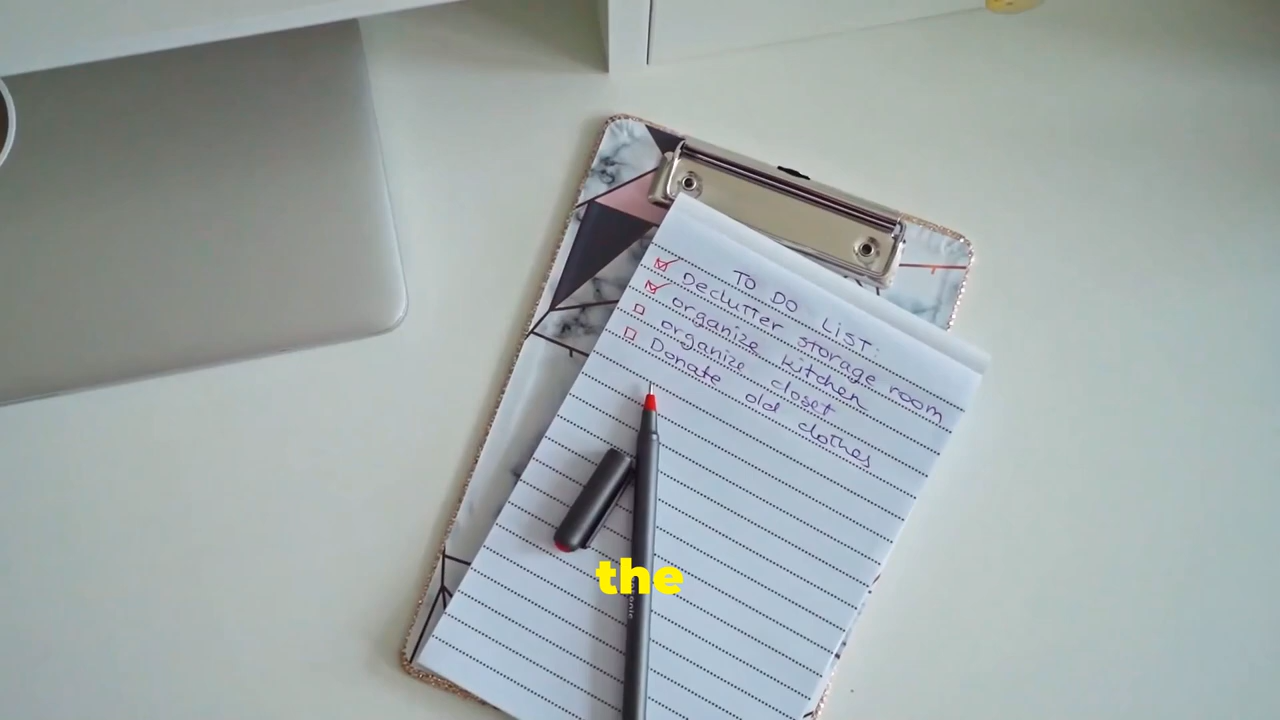 TO DO LIST:
Declutter storage room
organize kitchen
organize closet
Donate old clothes
the